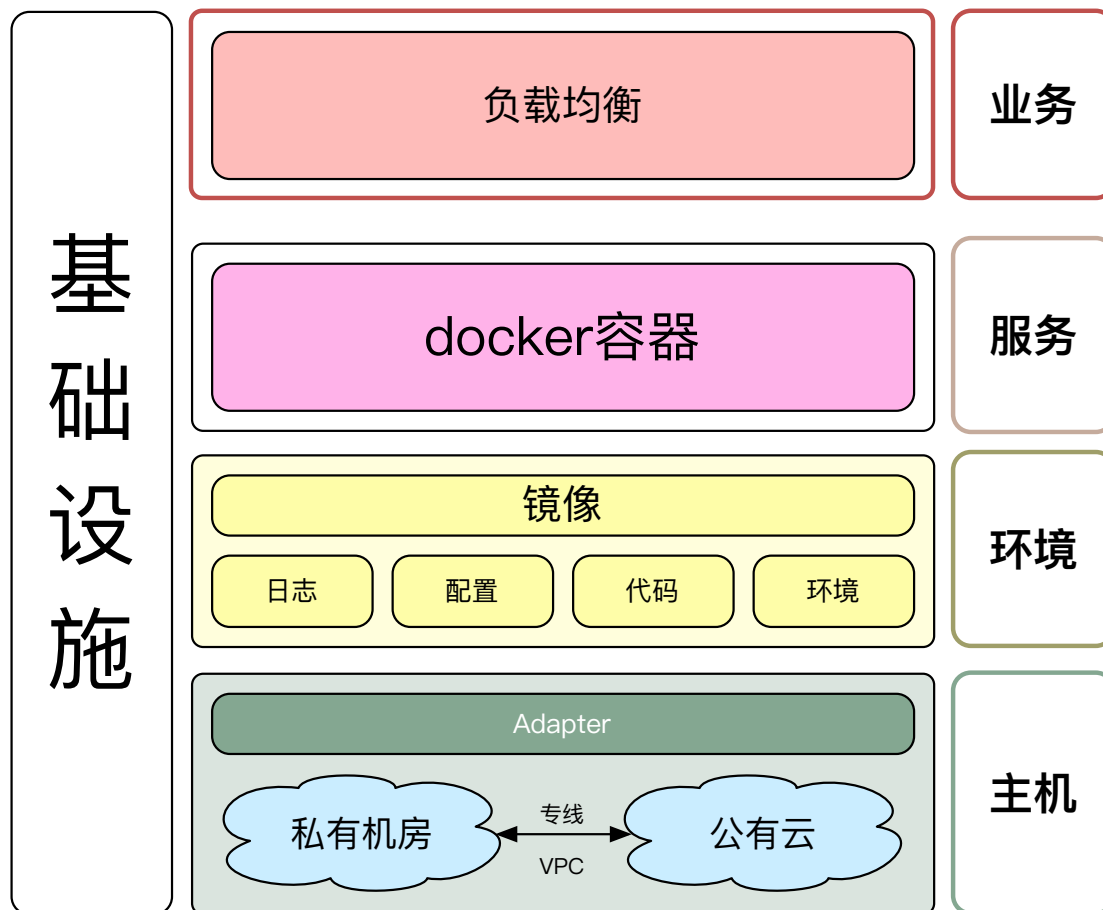 基础设施
负载均衡
业务
docker容器
服务
镜像
日志
配置
代码
环境
环境
Adapter
私有机房
专线
VPC
公有云
主机